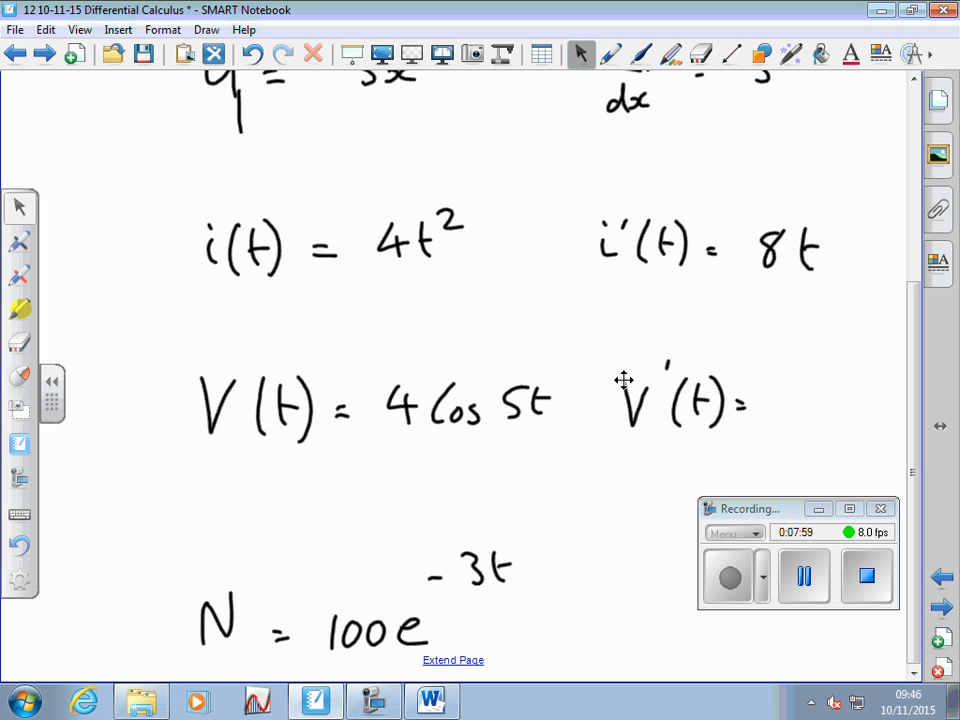 12 10-11-15 Differential Calculus * - SMART Notebook
File Edit View Insert Format Draw Help
dx
i(t) = 4t² i'(t) = 8t
V(t) = 4 Cos 5t V'(t) =
Recording...
Menu 0:07:59 8.0 fps
N = 100e⁻³ᵗ
Extend Page
09:46
10/11/2015